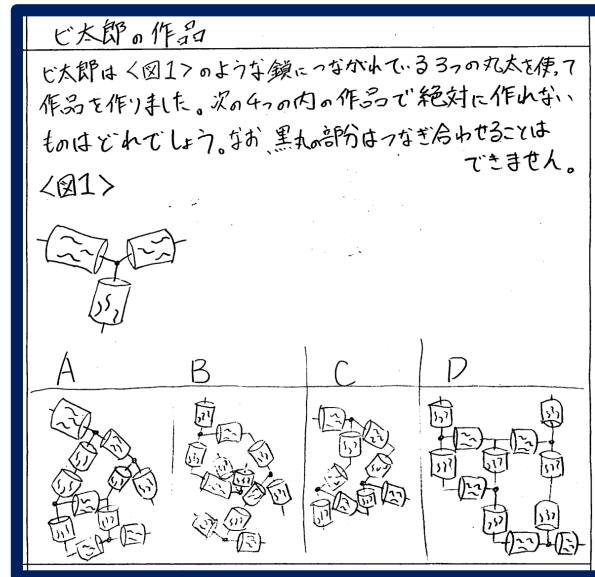 ビ太郎の作品
ビ太郎は<図1>のような鎖につながれている3つの丸太を使って
作品を作りました。次の4つの内の作品で絶対に作れない
ものはどれでしょう。なお、黒丸の部分はつなぎ合わせることは
できません。
<図1>
A B C D